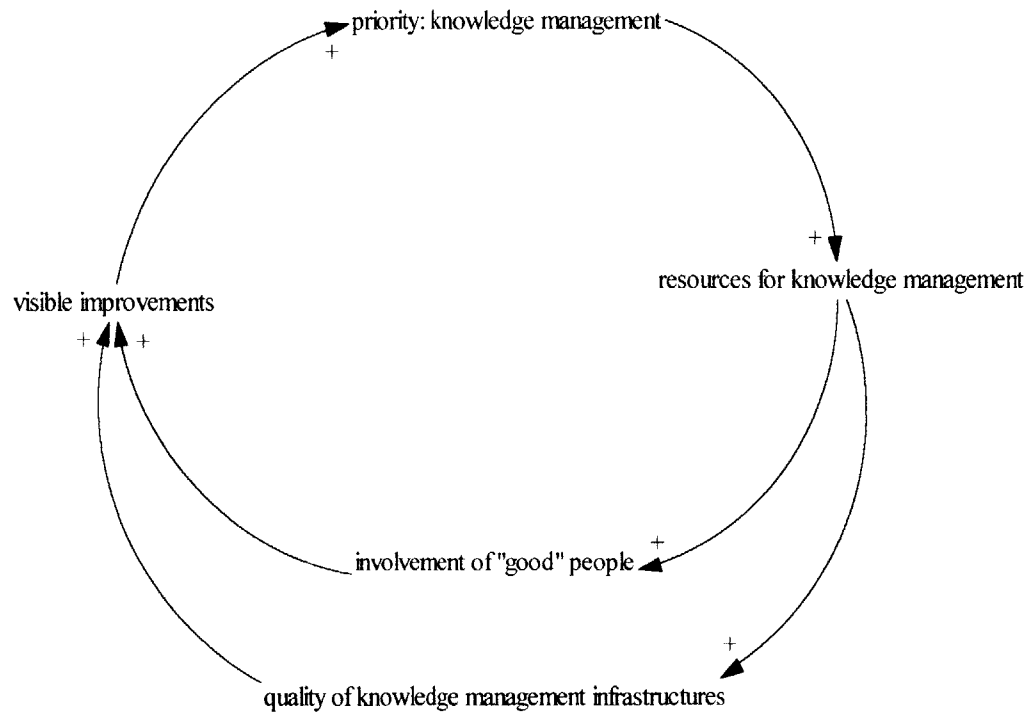 priority: knowledge management
+
+
resources for knowledge management
visible improvements
+
+
+
involvement of "good" people
+
quality of knowledge management infrastructures